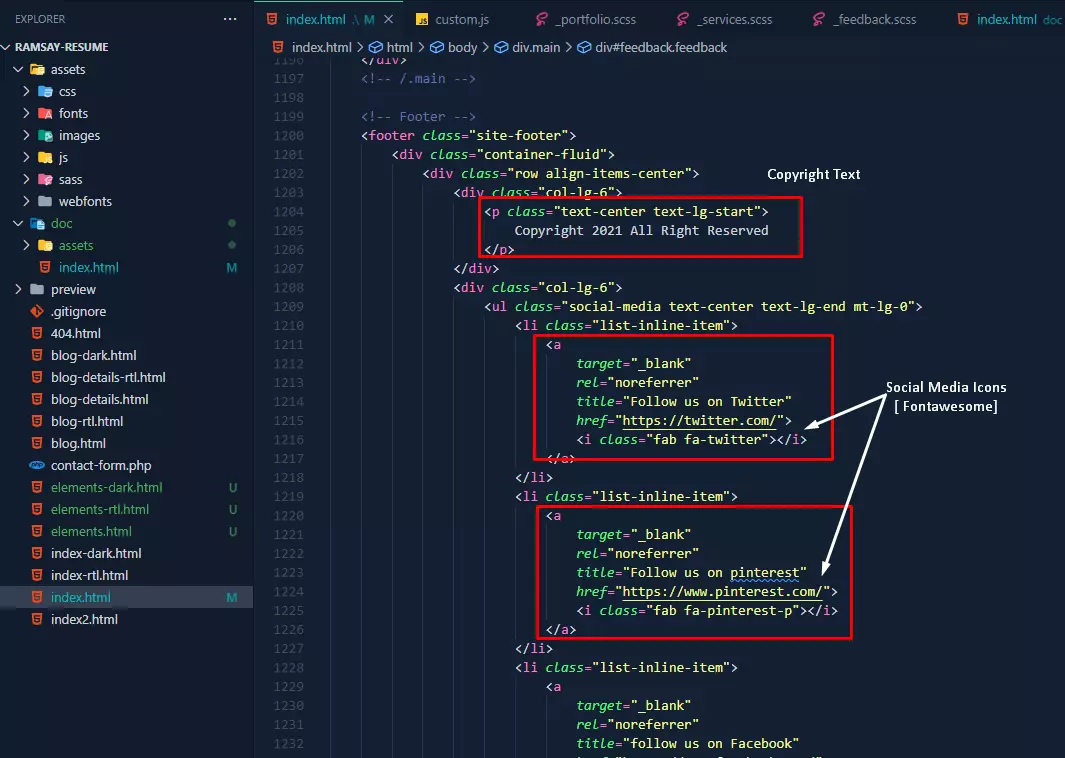 EXPLORER ···
index.html .\ M ×
JS custom.js
_portfolio.scss
_services.scss
_feedback.scss
index.html doc
RAMSAY-RESUME
index.html > html > body > div.main > div#feedback.feedback
assets
css
fonts
images
js
sass
webfonts
doc
assets
index.html M
preview
.gitignore
404.html
blog-dark.html
blog-details-rtl.html
blog-details.html
blog-rtl.html
blog.html
php contact-form.php
elements-dark.html U
elements-rtl.html U
elements.html U
index-dark.html
index-rtl.html
index.html M
index2.html
1196 </div>
1197 <!-- /.main -->
1198
1199 <!-- Footer -->
1200 <footer class="site-footer">
1201 <div class="container-fluid">
1202 <div class="row align-items-center">
Copyright Text
1203 <div class="col-lg-6">
1204 <p class="text-center text-lg-start">
1205 Copyright 2021 All Right Reserved
1206 </p>
1207 </div>
1208 <div class="col-lg-6">
1209 <ul class="social-media text-center text-lg-end mt-lg-0">
1210 <li class="list-inline-item">
1211 <a
1212 target="_blank"
1213 rel="noreferrer"
1214 title="Follow us on Twitter"
1215 href="https://twitter.com/">
1216 <i class="fab fa-twitter"></i>
1217 </a>
Social Media Icons
[ Fontawesome]
1218 </li>
1219 <li class="list-inline-item">
1220 <a
1221 target="_blank"
1222 rel="noreferrer"
1223 title="Follow us on pinterest"
1224 href="https://www.pinterest.com/">
1225 <i class="fab fa-pinterest-p"></i>
1226 </a>
1227 </li>
1228 <li class="list-inline-item">
1229 <a
1230 target="_blank"
1231 rel="noreferrer"
1232 title="follow us on Facebook"